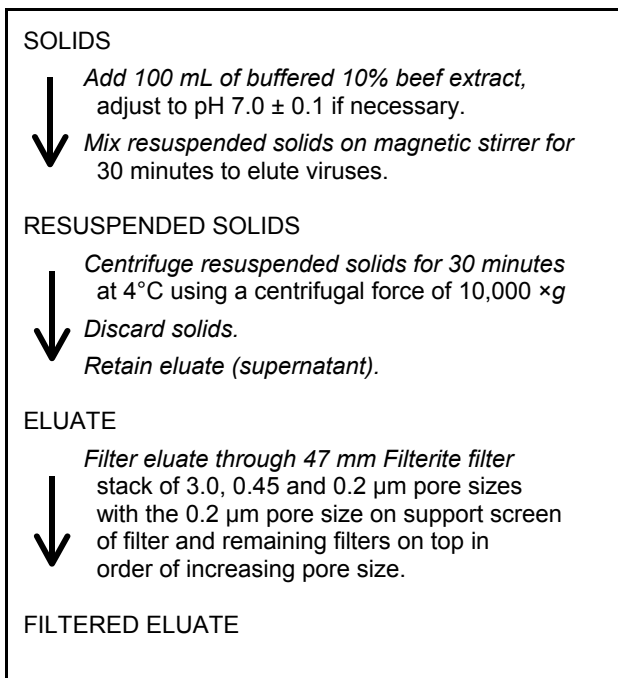 SOLIDS
Add 100 mL of buffered 10% beef extract,
adjust to pH 7.0 ± 0.1 if necessary.
Mix resuspended solids on magnetic stirrer for
30 minutes to elute viruses.
RESUSPENDED SOLIDS
Centrifuge resuspended solids for 30 minutes
at 4°C using a centrifugal force of 10,000 ×g
Discard solids.
Retain eluate (supernatant).
ELUATE
Filter eluate through 47 mm Filterite filter
stack of 3.0, 0.45 and 0.2 µm pore sizes
with the 0.2 µm pore size on support screen
of filter and remaining filters on top in
order of increasing pore size.
FILTERED ELUATE